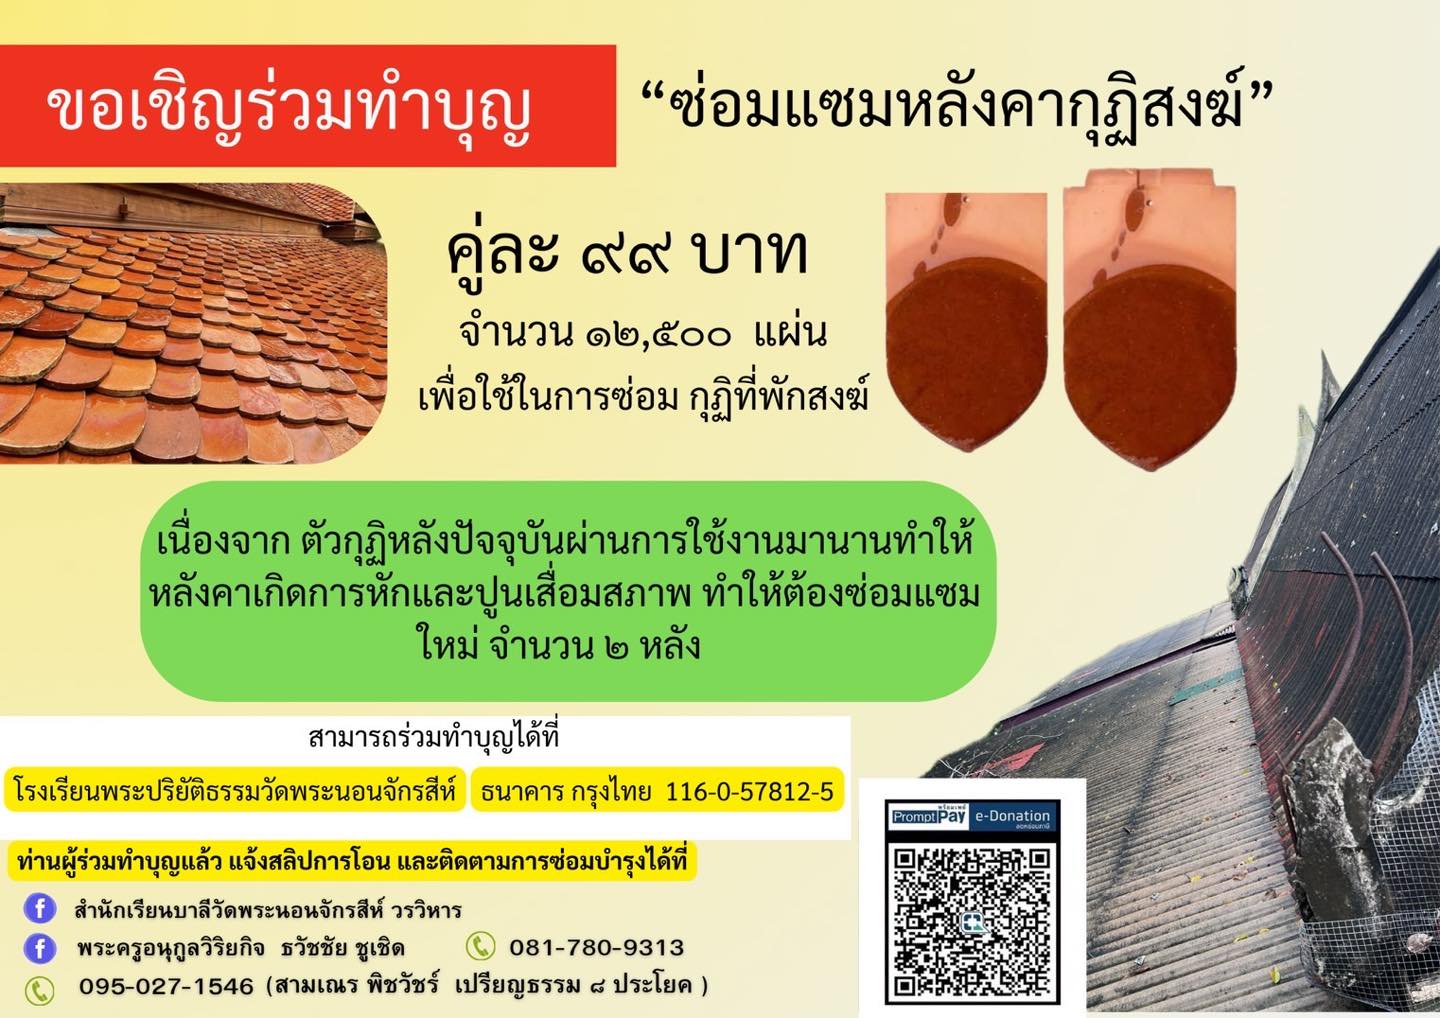 ขอเชิญร่วมทำบุญ
“ซ่อมแซมหลังคากุฏิสงฆ์”
คู่ละ ๙๙ บาท
จำนวน ๑๒,๕๐๐ แผ่น
เพื่อใช้ในการซ่อม กุฏิที่พักสงฆ์
เนื่องจาก ตัวกุฏิหลังปัจจุบันผ่านการใช้งานมานานทำให้
หลังคาเกิดการหักและปูนเสื่อมสภาพ ทำให้ต้องซ่อมแซม
ใหม่ จำนวน ๒ หลัง
สามารถร่วมทำบุญได้ที่
โรงเรียนพระปริยัติธรรมวัดพระนอนจักรสีห์ ธนาคาร กรุงไทย 116-0-57812-5
ท่านผู้ร่วมทำบุญแล้ว แจ้งสลิปการโอน และติดตามการซ่อมบำรุงได้ที่
สำนักเรียนบาลีวัดพระนอนจักรสีห์ วรวิหาร
พระครูอนุกูลวิริยกิจ ธวัชชัย ชูเชิด 081-780-9313
095-027-1546 (สามเณร พิชวัชร์ เปรียญธรรม ๘ ประโยค )
พร้อมเพย์
PromptPay e-Donation
ลดหย่อนภาษี